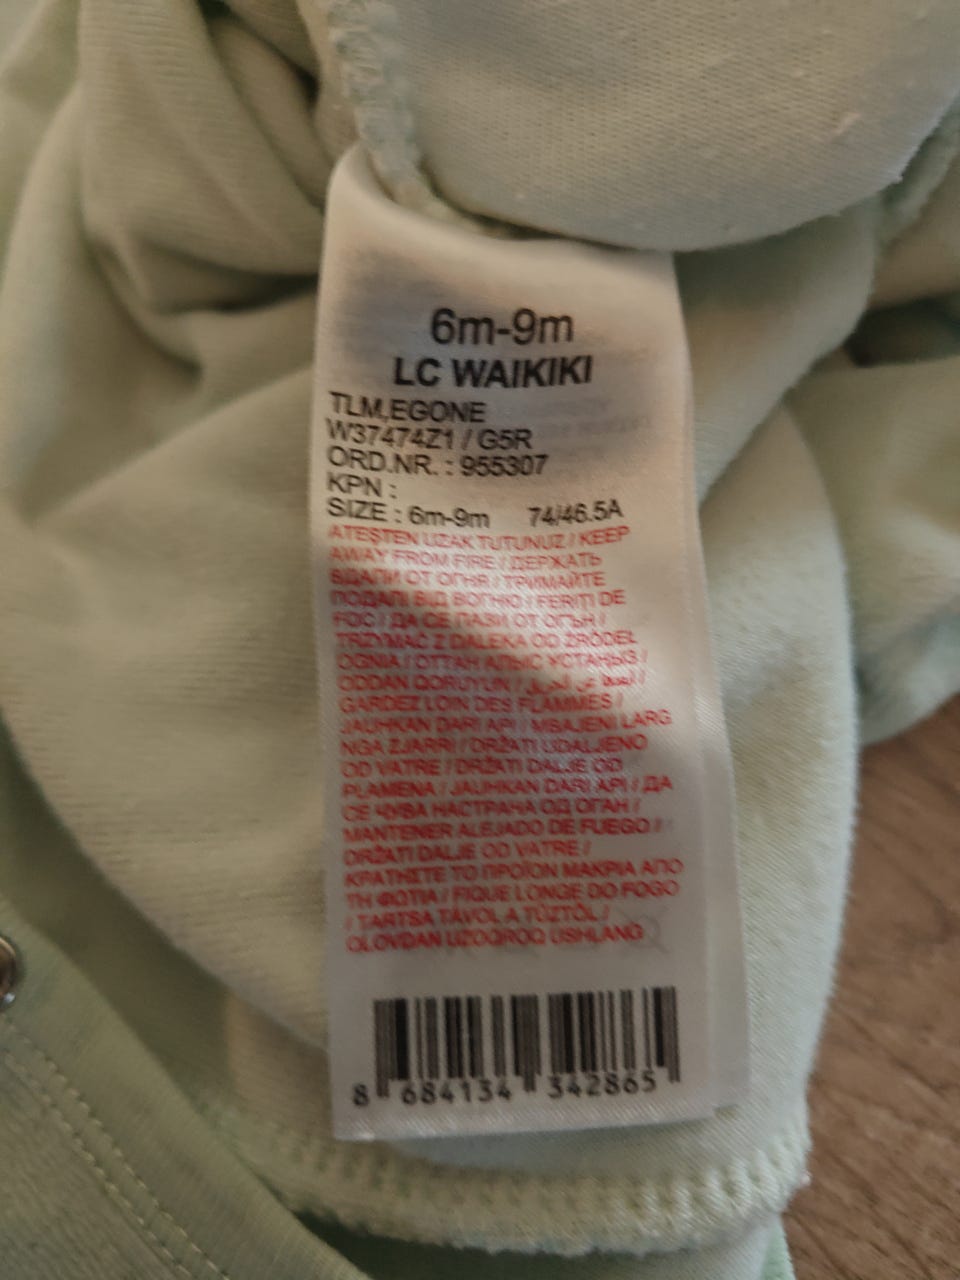 6m-9m
LC WAIKIKI
TLM,EGONE
W37474Z1 / G5R
ORD.NR. : 955307
KPN :
SIZE : 6m-9m 74/46.5A
ATEŞTEN UZAK TUTUNUZ / KEEP
AWAY FROM FIRE / ДЕРЖАТЬ
ВДАЛИ ОТ ОГНЯ / ТРИМАЙТЕ
ПОДАЛІ ВІД ВОГНЮ / FERIȚI DE
FOC / ДА СЕ ПАЗИ ОТ ОГЪН /
TRZYMAĆ Z DALEKA OD ŹRÓDEŁ
OGNIA / ОТТАН АЛЫС ҰСТАҢЫЗ /
ODDAN QORUYUN /
GARDEZ LOIN DES FLAMMES /
JAUHKAN DARI API / MBAJENI LARG
NGA ZJARRI / DRŽATI UDALJENO
OD VATRE / DRŽATI DALJE OD
PLAMENA / JAUHKAN DARI API / ДА
СЕ ЧУВА НАСТРАНА ОД ОГАН /
MANTENER ALEJADO DE FUEGO /
DRŽATI DALJE OD VATRE /
ΚΡΑΤΗΣΤΕ ΤΟ ΠΡΟΪΟΝ ΜΑΚΡΙΑ ΑΠΟ
ΤΗ ΦΩΤΙΑ / FIQUE LONGE DO FOGO
/ TARTSA TÁVOL A TŰZTŐL /
OLOVDAN UZOQROQ USHLANG
8 684134 342865